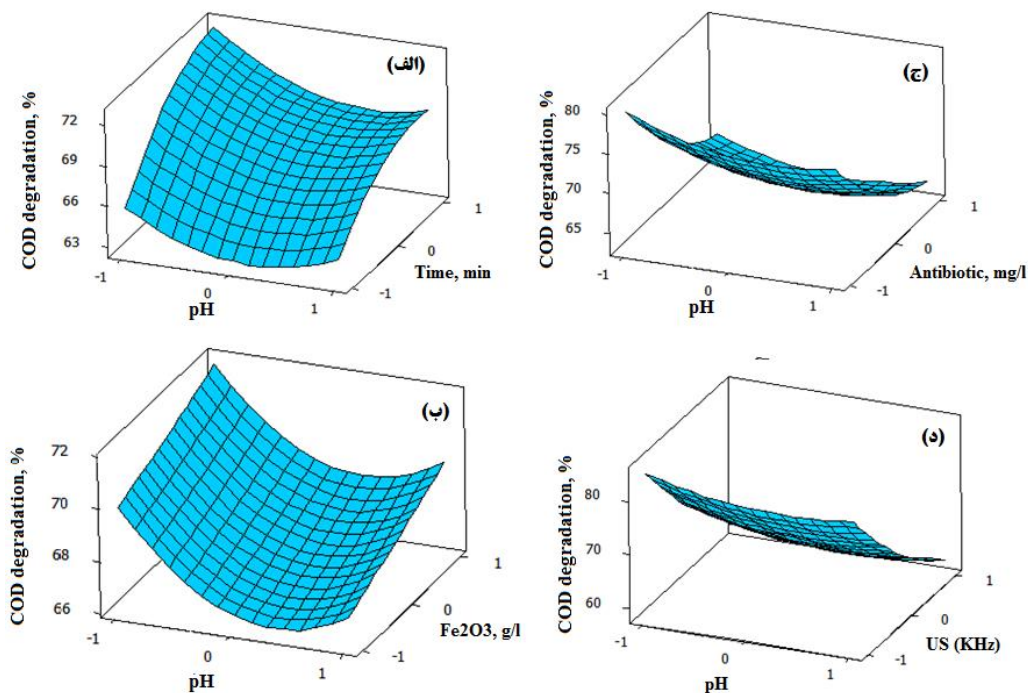 (الف)
COD degradation, %
72
69
66
63
-1
0
1
pH
-1
0
1
Time, min
(ج)
COD degradation, %
80
75
70
65
-1
0
1
pH
-1
0
1
Antibiotic, mg/l
(ب)
COD degradation, %
72
70
68
66
-1
0
1
pH
-1
0
1
Fe2O3, g/l
(د)
COD degradation, %
80
70
60
-1
0
1
pH
-1
0
1
US (KHz)